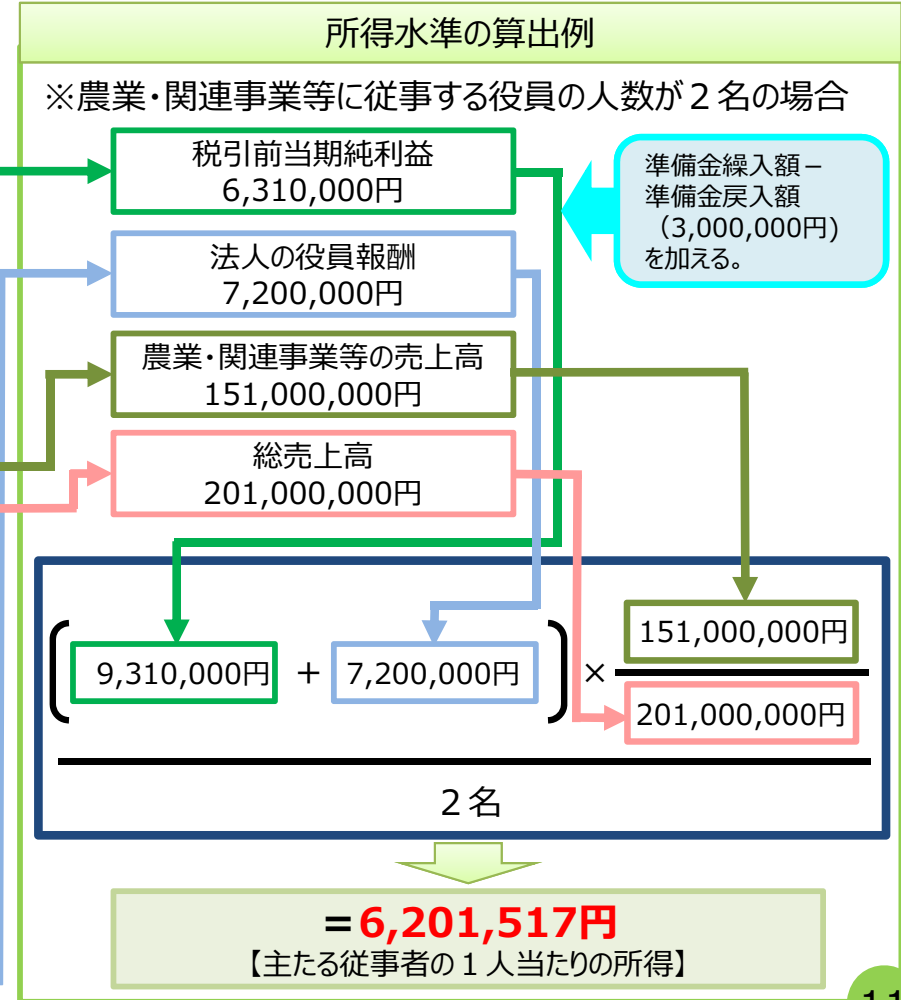 所得水準の算出例
※農業・関連事業等に従事する役員の人数が２名の場合
税引前当期純利益
6,310,000円
準備金繰入額－
準備金戻入額
（3,000,000円）
を加える。
法人の役員報酬
7,200,000円
農業・関連事業等の売上高
151,000,000円
総売上高
201,000,000円
151,000,000円
9,310,000円 ＋ 7,200,000円 ×
201,000,000円
２名
＝6,201,517円
【主たる従事者の１人当たりの所得】
11